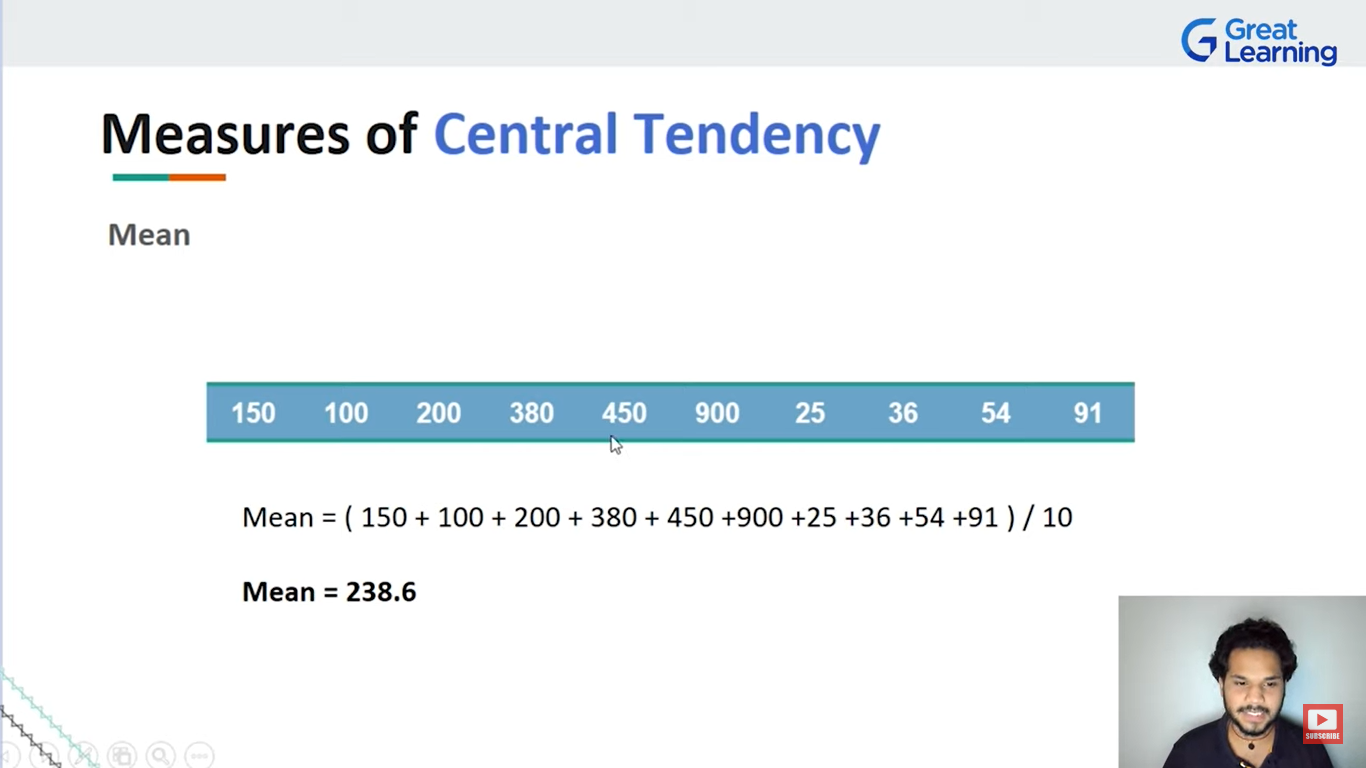 Great
Learning
Measures of Central Tendency
Mean
150 100 200 380 450 900 25 36 54 91
Mean = ( 150 + 100 + 200 + 380 + 450 +900 +25 +36 +54 +91 ) / 10
Mean = 238.6
SUBSCRIBE